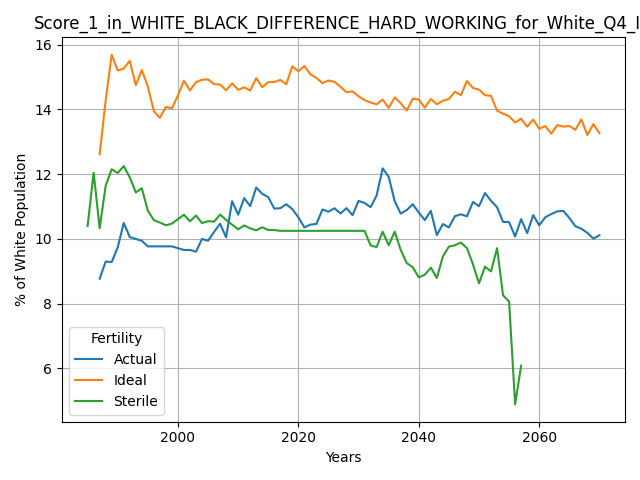 Score_1_in_WHITE_BLACK_DIFFERENCE_HARD_WORKING_for_White_Q4_I
16
14
12
10
8
6
% of White Population
Fertility
Actual
Ideal
Sterile
2000
2020
2040
2060
Years